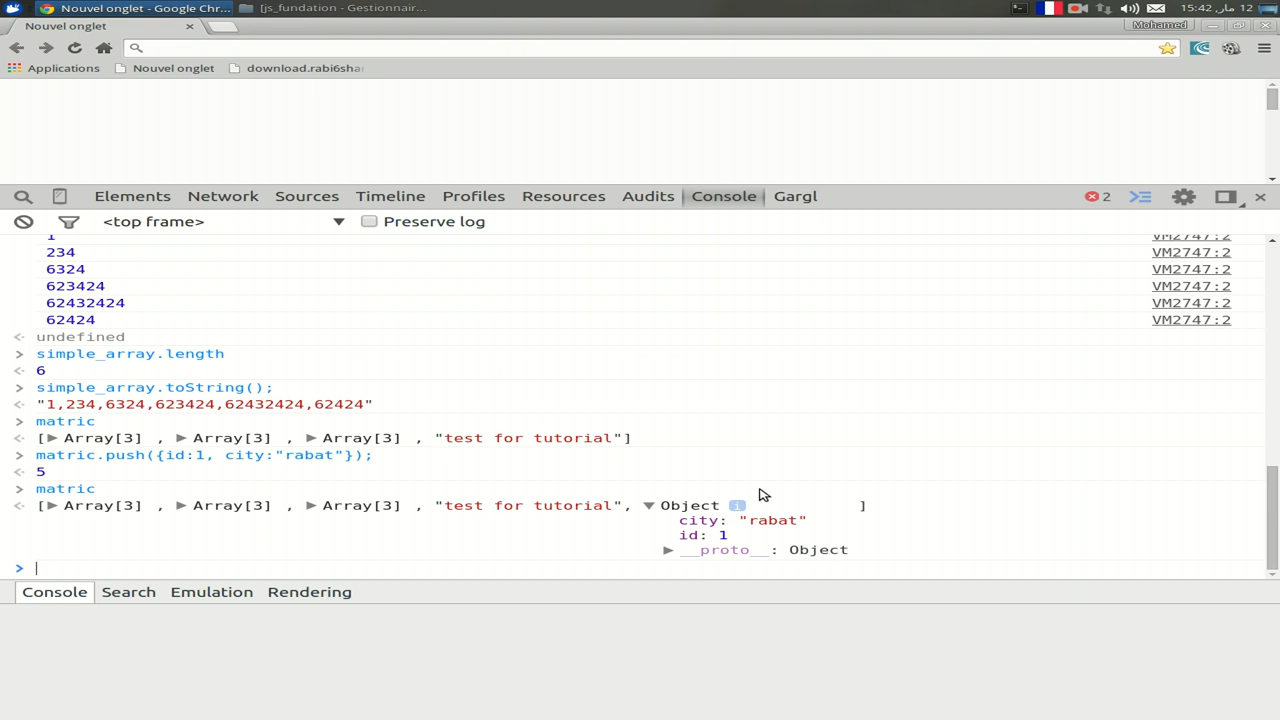 Nouvel onglet - Google Chr...
[js_fundation - Gestionnair...
12 مار, 15:42
Nouvel onglet
Mohamed
Applications
Nouvel onglet
download.rabi6sha
Elements Network Sources Timeline Profiles Resources Audits Console Gargl
2
<top frame> Preserve log
1 VM2747:2
234 VM2747:2
6324 VM2747:2
623424 VM2747:2
62432424 VM2747:2
62424 VM2747:2
undefined
> simple_array.length
6
> simple_array.toString();
"1,234,6324,623424,62432424,62424"
> matric
[▶ Array[3] , ▶ Array[3] , ▶ Array[3] , "test for tutorial"]
> matric.push({id:1, city:"rabat"});
5
> matric
[▶ Array[3] , ▶ Array[3] , ▶ Array[3] , "test for tutorial", ▼ Object i ]
city: "rabat"
id: 1
▶ __proto__: Object
>
Console Search Emulation Rendering